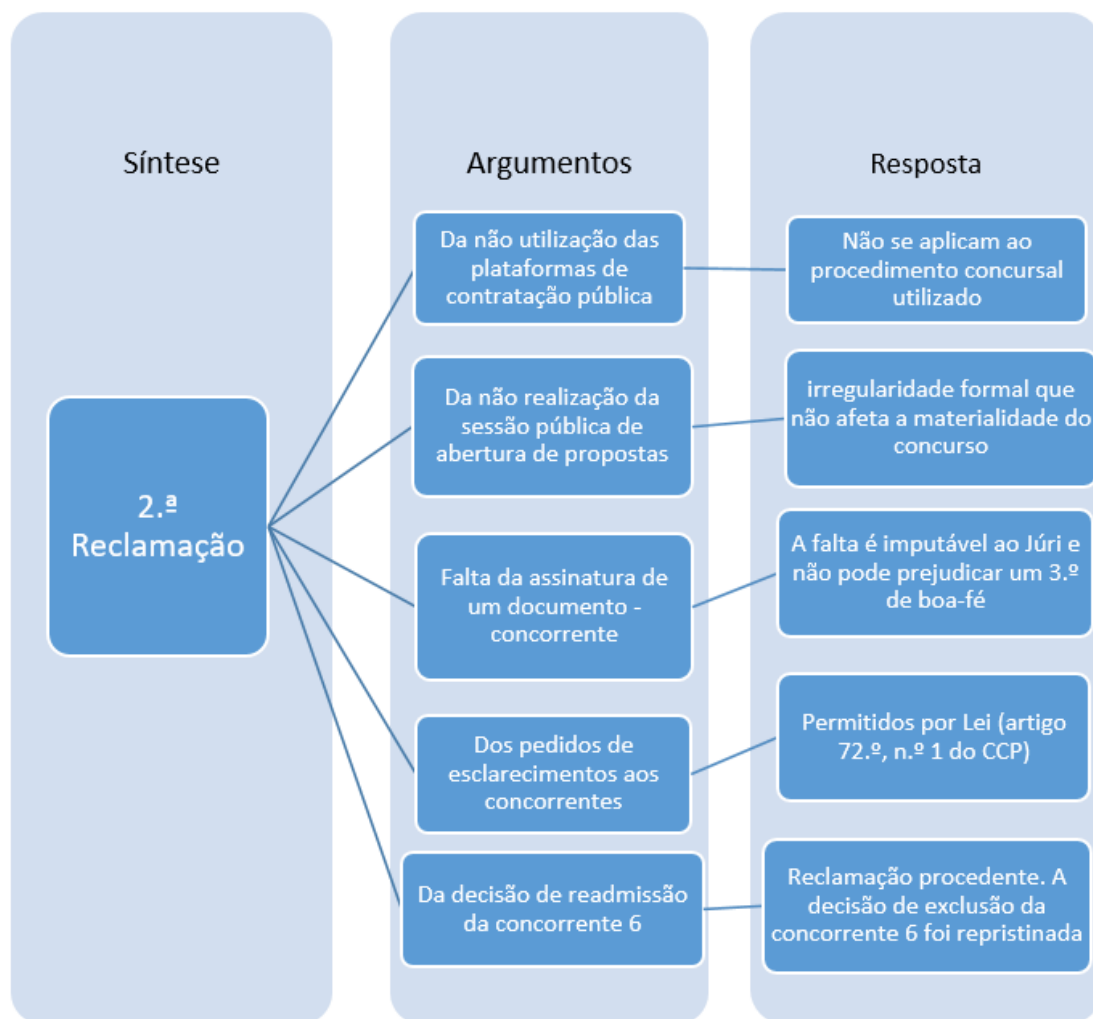 Síntese
Argumentos
Resposta
2.ª
Reclamação
Da não utilização das
plataformas de
contratação pública
Não se aplicam ao
procedimento concursal
utilizado
Da não realização da
sessão pública de
abertura de propostas
irregularidade formal que
não afeta a materialidade do
concurso
Falta da assinatura de
um documento -
concorrente
A falta é imputável ao Júri e
não pode prejudicar um 3.º
de boa-fé
Dos pedidos de
esclarecimentos aos
concorrentes
Permitidos por Lei (artigo
72.º, n.º 1 do CCP)
Da decisão de readmissão
da concorrente 6
Reclamação procedente. A
decisão de exclusão da
concorrente 6 foi repristinada